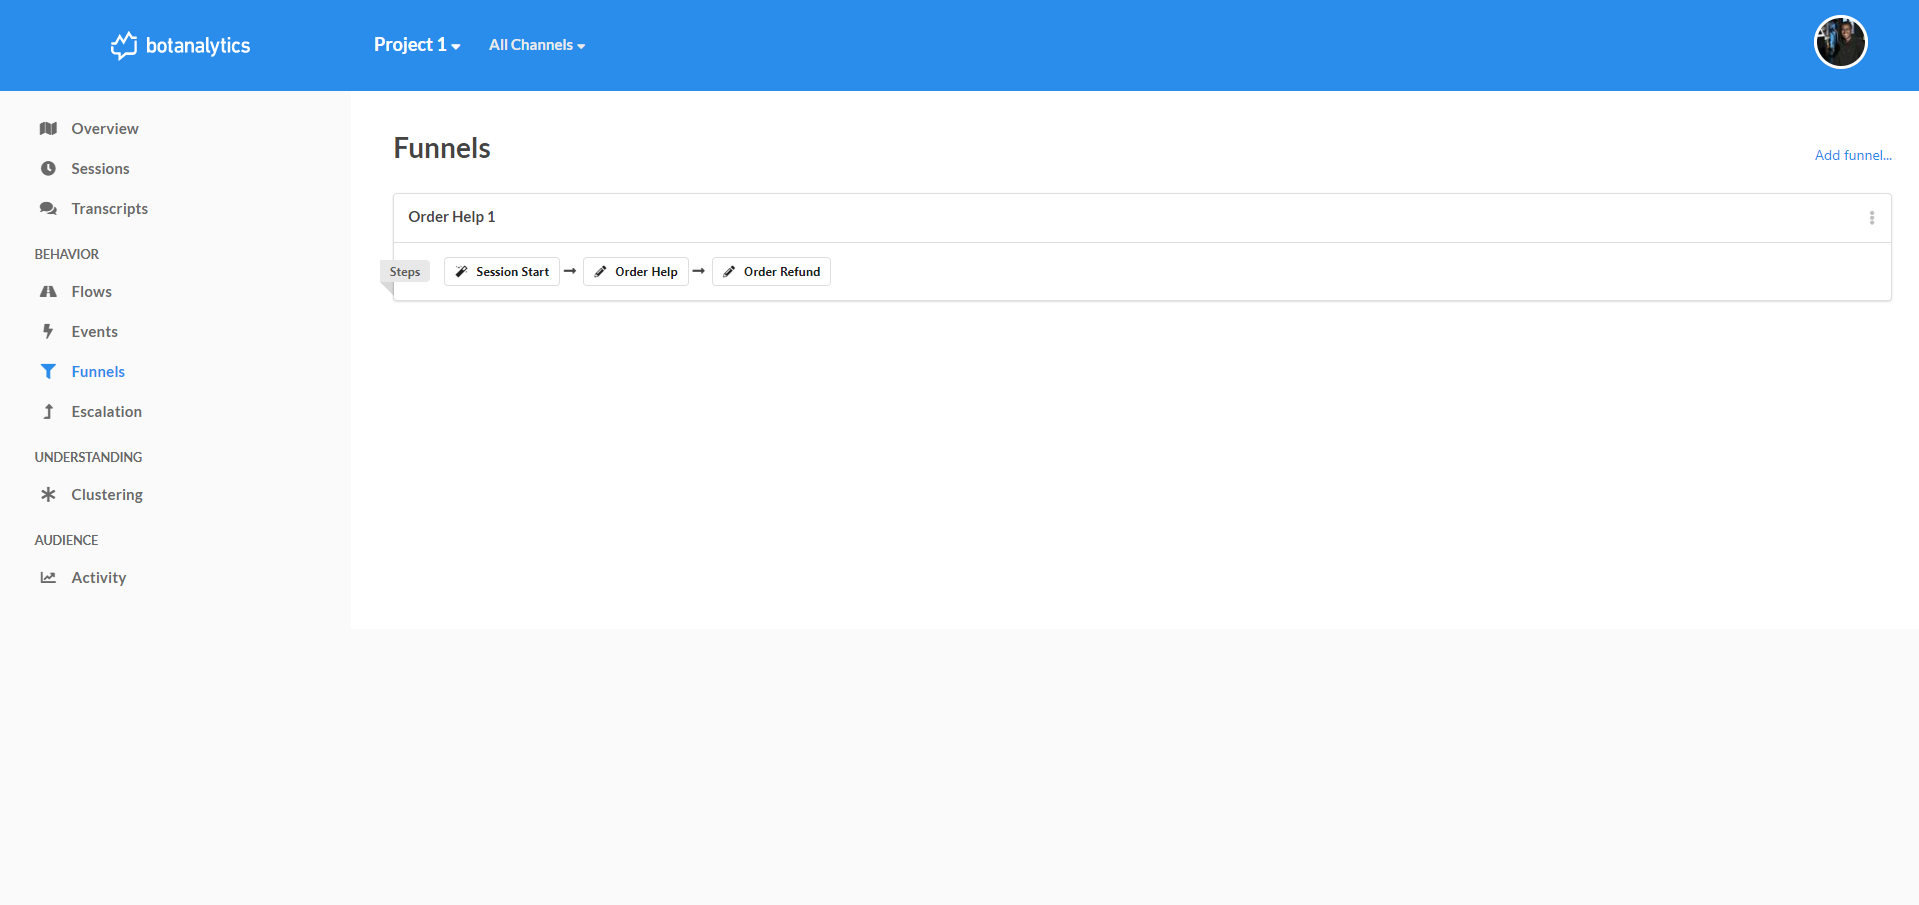 botanalytics
Project 1
All Channels
Overview
Sessions
Transcripts
BEHAVIOR
Flows
Events
Funnels
Escalation
UNDERSTANDING
Clustering
AUDIENCE
Activity
Funnels
Add funnel...
Order Help 1
Steps
Session Start
Order Help
Order Refund